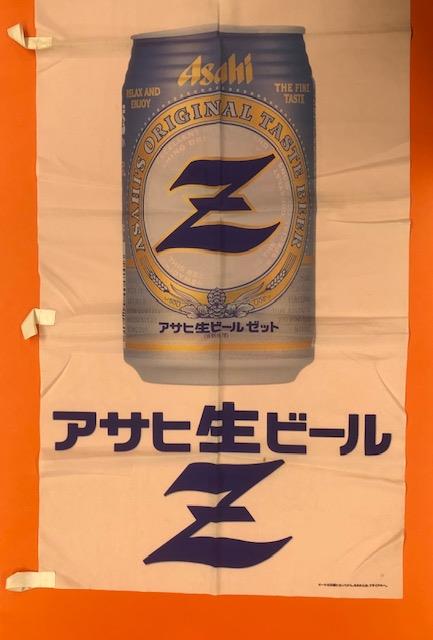 Asahi
RELAX AND
ENJOY
THE FINE
TASTE
ASAHI'S ORIGINAL TASTE BEER
Z
アサヒ生ビール ゼット
アサヒ生ビール
Z